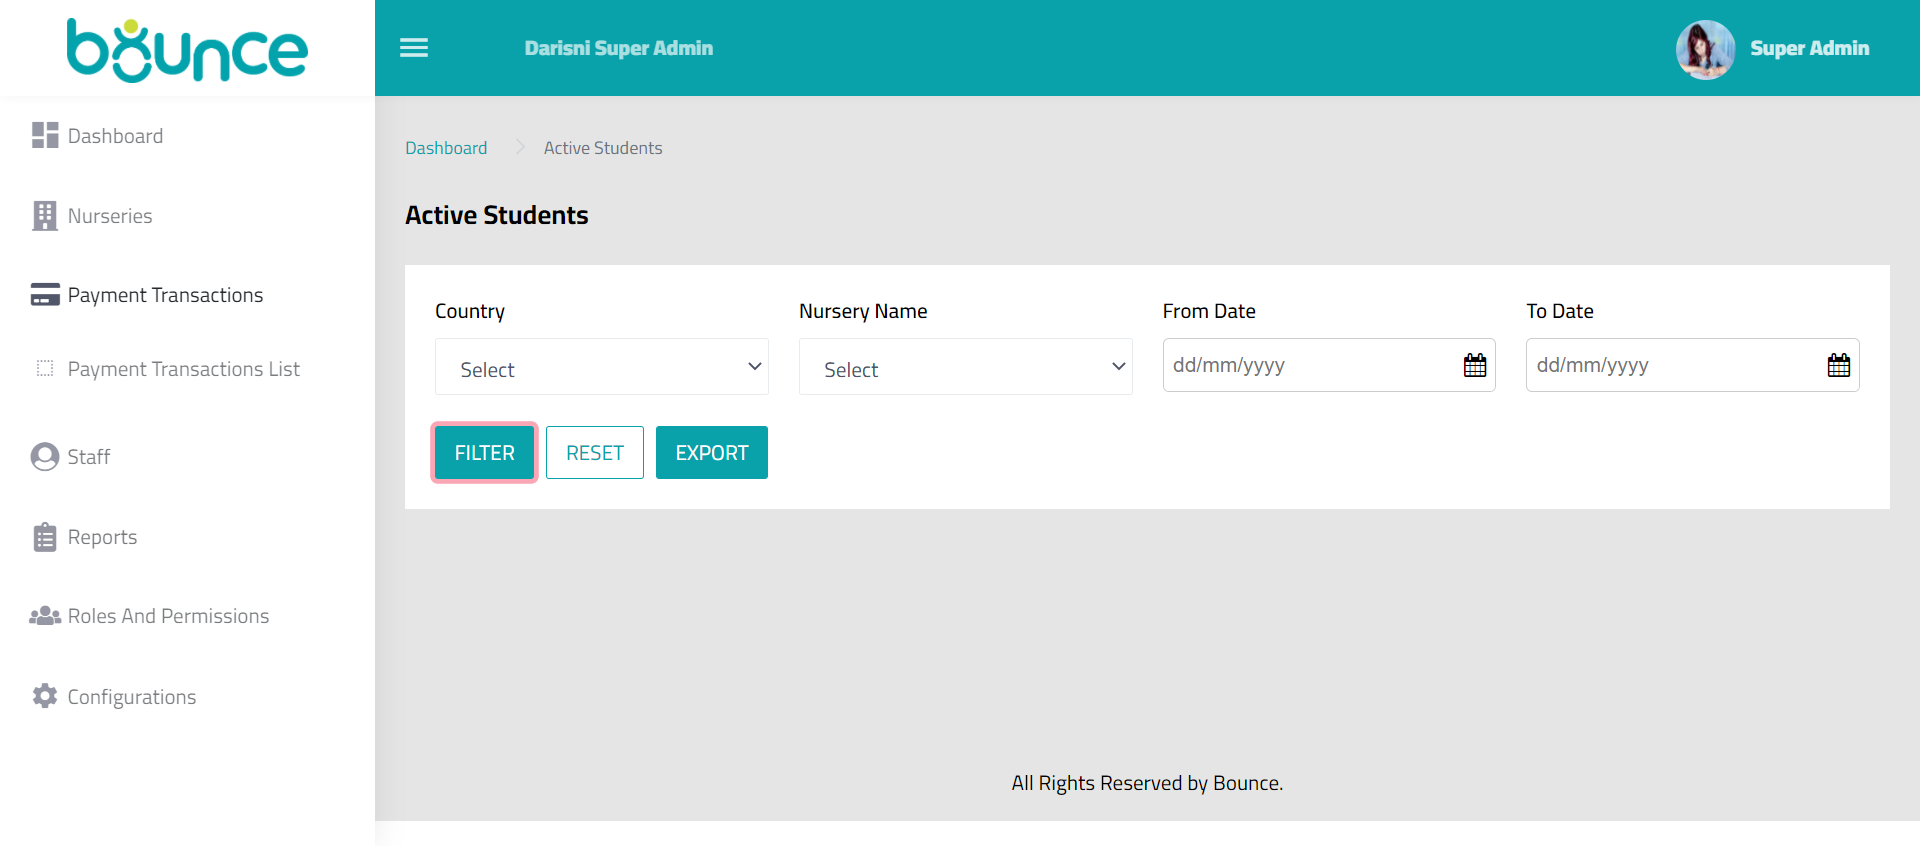 bounce
Darisni Super Admin
Super Admin
Dashboard
Nurseries
Payment Transactions
Payment Transactions List
Staff
Reports
Roles And Permissions
Configurations
Dashboard
Active Students
Active Students
Country
Nursery Name
From Date
To Date
Select
Select
dd/mm/yyyy
dd/mm/yyyy
FILTER
RESET
EXPORT
All Rights Reserved by Bounce.